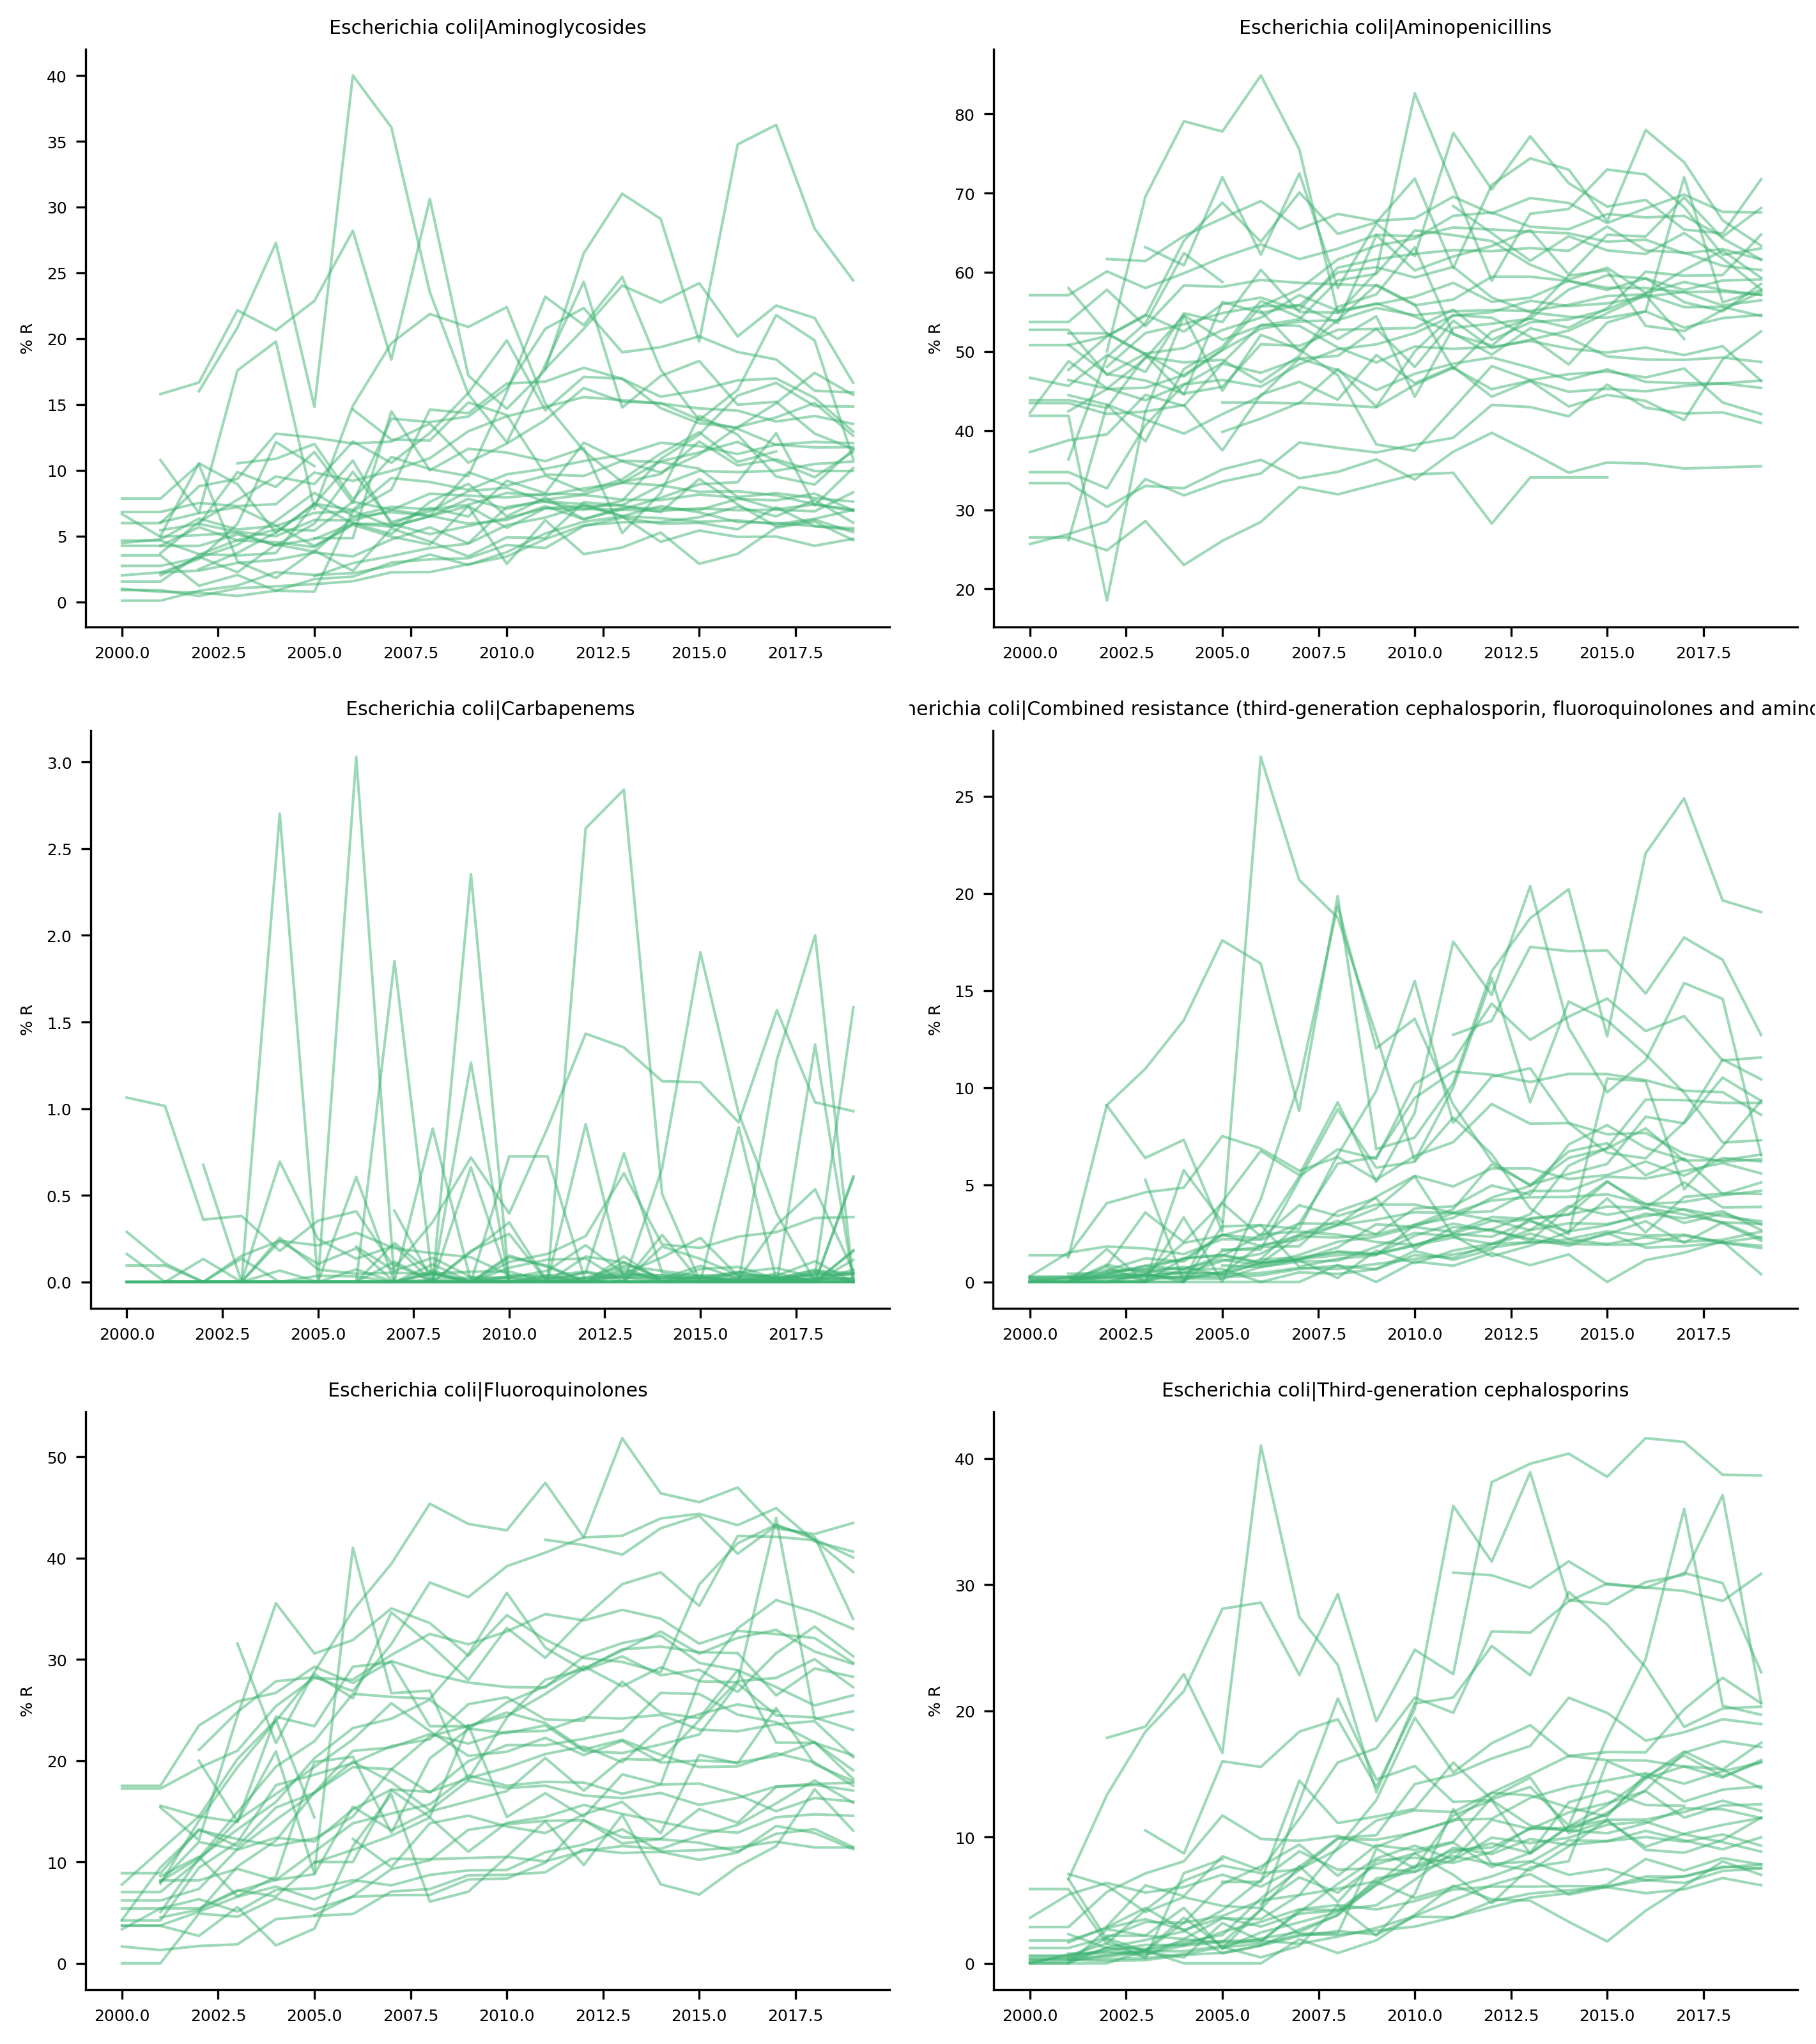 Escherichia coli|Aminoglycosides
40
35
30
25
20
15
10
5
0
% R
2000.0 2002.5 2005.0 2007.5 2010.0 2012.5 2015.0 2017.5
Escherichia coli|Aminopenicillins
80
70
60
50
40
30
20
% R
2000.0 2002.5 2005.0 2007.5 2010.0 2012.5 2015.0 2017.5
Escherichia coli|Carbapenems
3.0
2.5
2.0
1.5
1.0
0.5
0.0
% R
2000.0 2002.5 2005.0 2007.5 2010.0 2012.5 2015.0 2017.5
herichia coli|Combined resistance (third-generation cephalosporin, fluoroquinolones and amino
25
20
15
10
5
0
% R
2000.0 2002.5 2005.0 2007.5 2010.0 2012.5 2015.0 2017.5
Escherichia coli|Fluoroquinolones
50
40
30
20
10
0
% R
2000.0 2002.5 2005.0 2007.5 2010.0 2012.5 2015.0 2017.5
Escherichia coli|Third-generation cephalosporins
40
30
20
10
0
% R
2000.0 2002.5 2005.0 2007.5 2010.0 2012.5 2015.0 2017.5